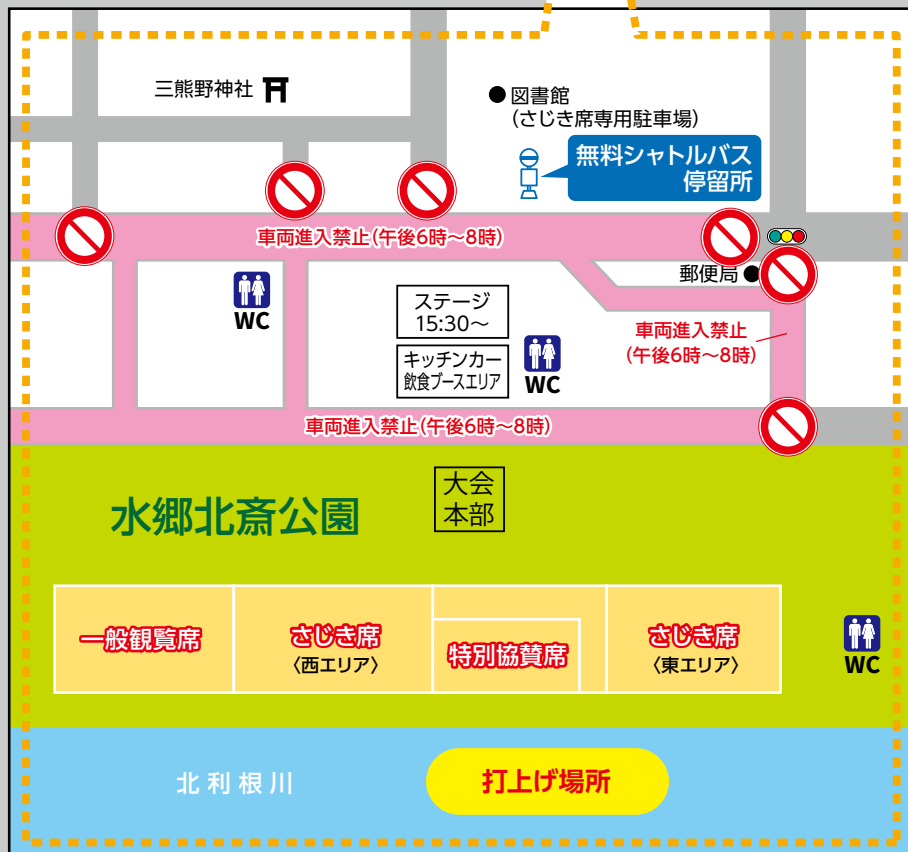 三熊野神社
図書館
(さじき席専用駐車場)
無料シャトルバス
停留所
車両進入禁止(午後6時～8時)
郵便局
WC
ステージ
15:30～
車両進入禁止
(午後6時～8時)
キッチンカー
飲食ブースエリア
WC
車両進入禁止(午後6時～8時)
大会
本部
水郷北斎公園
一般観覧席
さじき席
〈西エリア〉
特別協賛席
さじき席
〈東エリア〉
WC
北利根川
打上げ場所